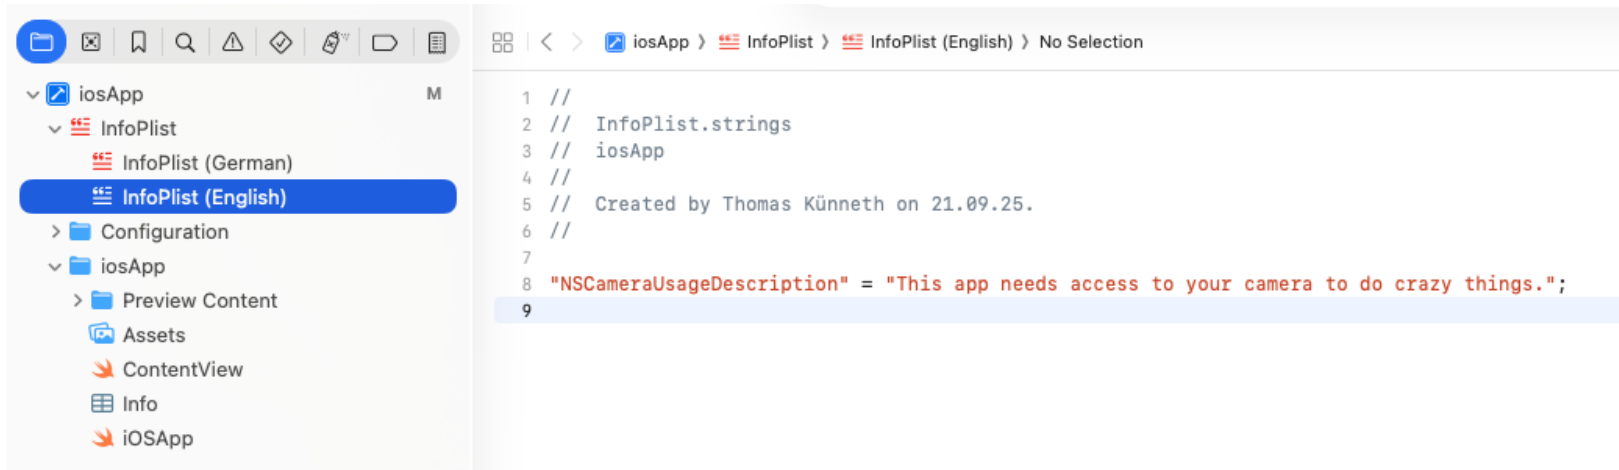 iosApp M
InfoPlist
InfoPlist (German)
InfoPlist (English)
Configuration
iosApp
Preview Content
Assets
ContentView
Info
iOSApp
iosApp InfoPlist InfoPlist (English) No Selection
1 //
2 //  InfoPlist.strings
3 //  iosApp
4 //
5 //  Created by Thomas Künneth on 21.09.25.
6 //
7
8 "NSCameraUsageDescription" = "This app needs access to your camera to do crazy things.";
9